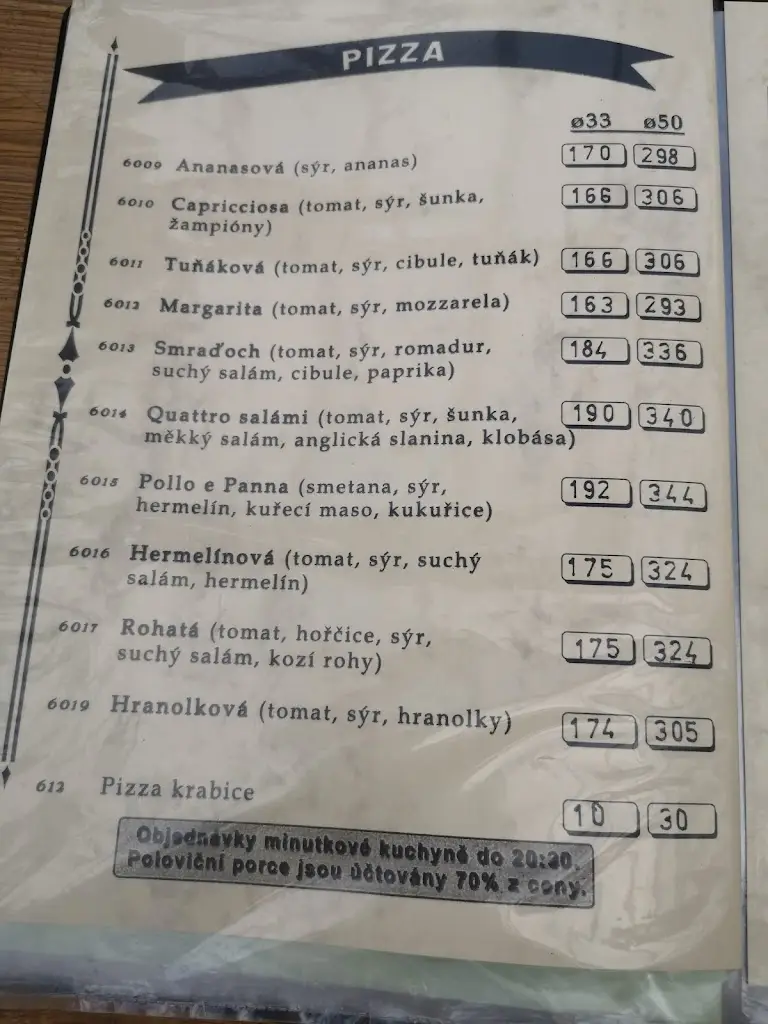 PIZZA
ø33 ø50
6009 Ananasová (sýr, ananas) 170 298
6010 Capricciosa (tomat, sýr, šunka, 166 306
žampióny)
6011 Tuňáková (tomat, sýr, cibule, tuňák) 166 306
6012 Margarita (tomat, sýr, mozzarela) 163 293
6013 Smraďoch (tomat, sýr, romadur, 184 336
suchý salám, cibule, paprika)
6014 Quattro salámi (tomat, sýr, šunka, 190 340
měkký salám, anglická slanina, klobása)
6015 Pollo e Panna (smetana, sýr, 192 344
hermelín, kuřecí maso, kukuřice)
6016 Hermelínová (tomat, sýr, suchý 175 324
salám, hermelín)
6017 Rohatá (tomat, hořčice, sýr, 175 324
suchý salám, kozí rohy)
6019 Hranolková (tomat, sýr, hranolky) 174 305
612 Pizza krabice 10 30
Objednávky minutkové kuchyně do 20:30.
Poloviční porce jsou účtovány 70% z ceny.